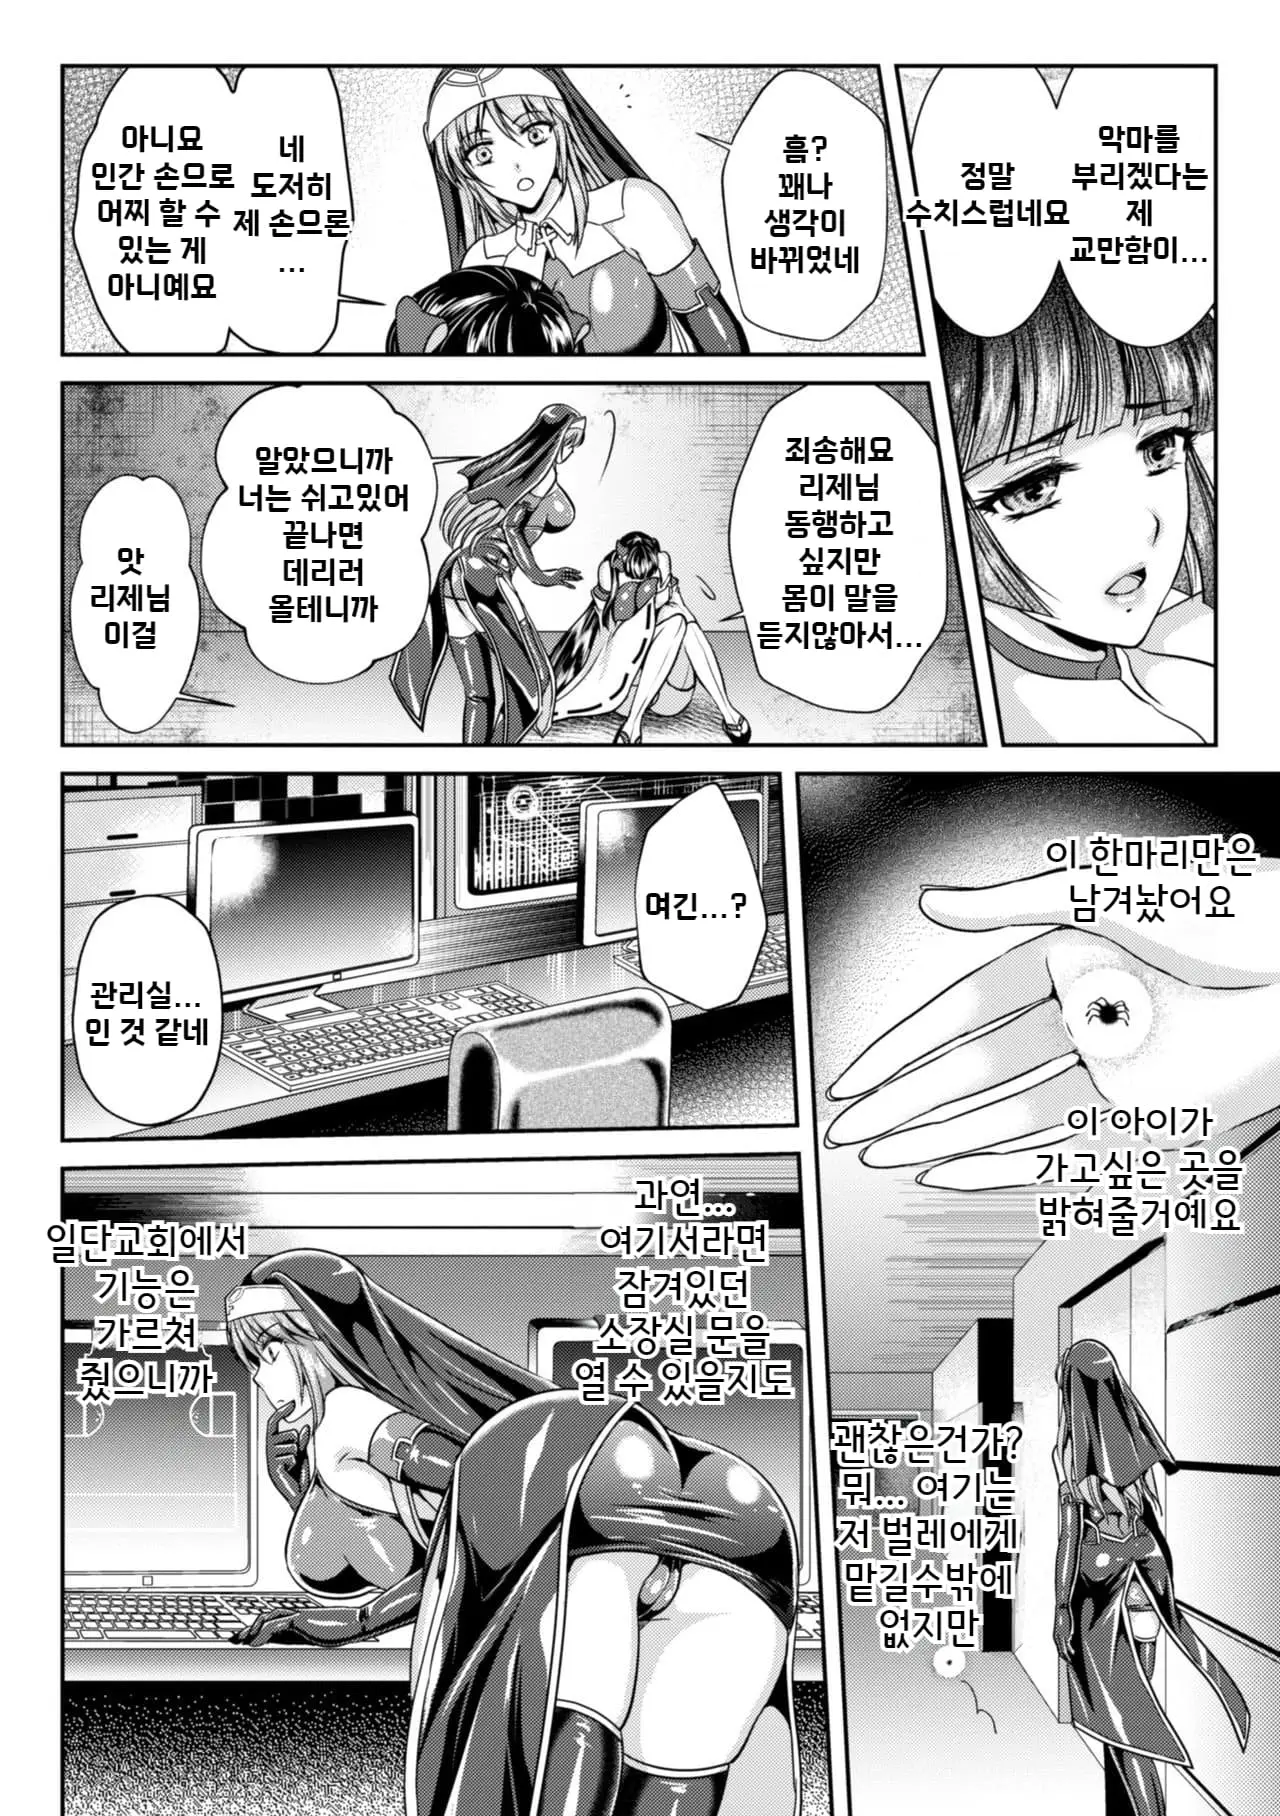 악마를
부리겠다는
제
교만함이...
정말
수치스럽네요
흠?
꽤나
생각이
바뀌었네
네
도저히
제 손으론
...
아니요
인간 손으로
어찌 할 수
있는 게
아니예요
죄송해요
리제님
동행하고
싶지만
몸이 말을
듣지않아서...
알았으니까
너는 쉬고있어
끝나면
데리러
올테니까
맛
리제님
이걸
이 한마리만은
남겨놨어요
이 아이가
가고싶은 곳을
밝혀줄거예요
괜찮은건가?
뭐... 여기는
저 벌레에게
맡길수밖에
없지만
여긴...?
관리실...
인 것 같네
과연...
여기서라면
잠겨있던
소장실 문을
열 수 있을지도
일단교회에서
기능은
가르쳐
줬으니까